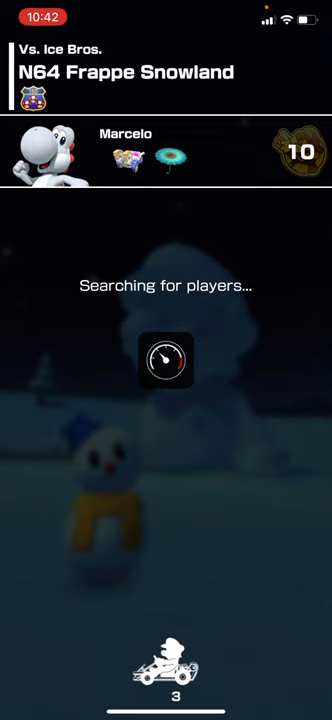 10:42
Vs. Ice Bros.
N64 Frappe Snowland
Marcelo
10
Searching for players...
3